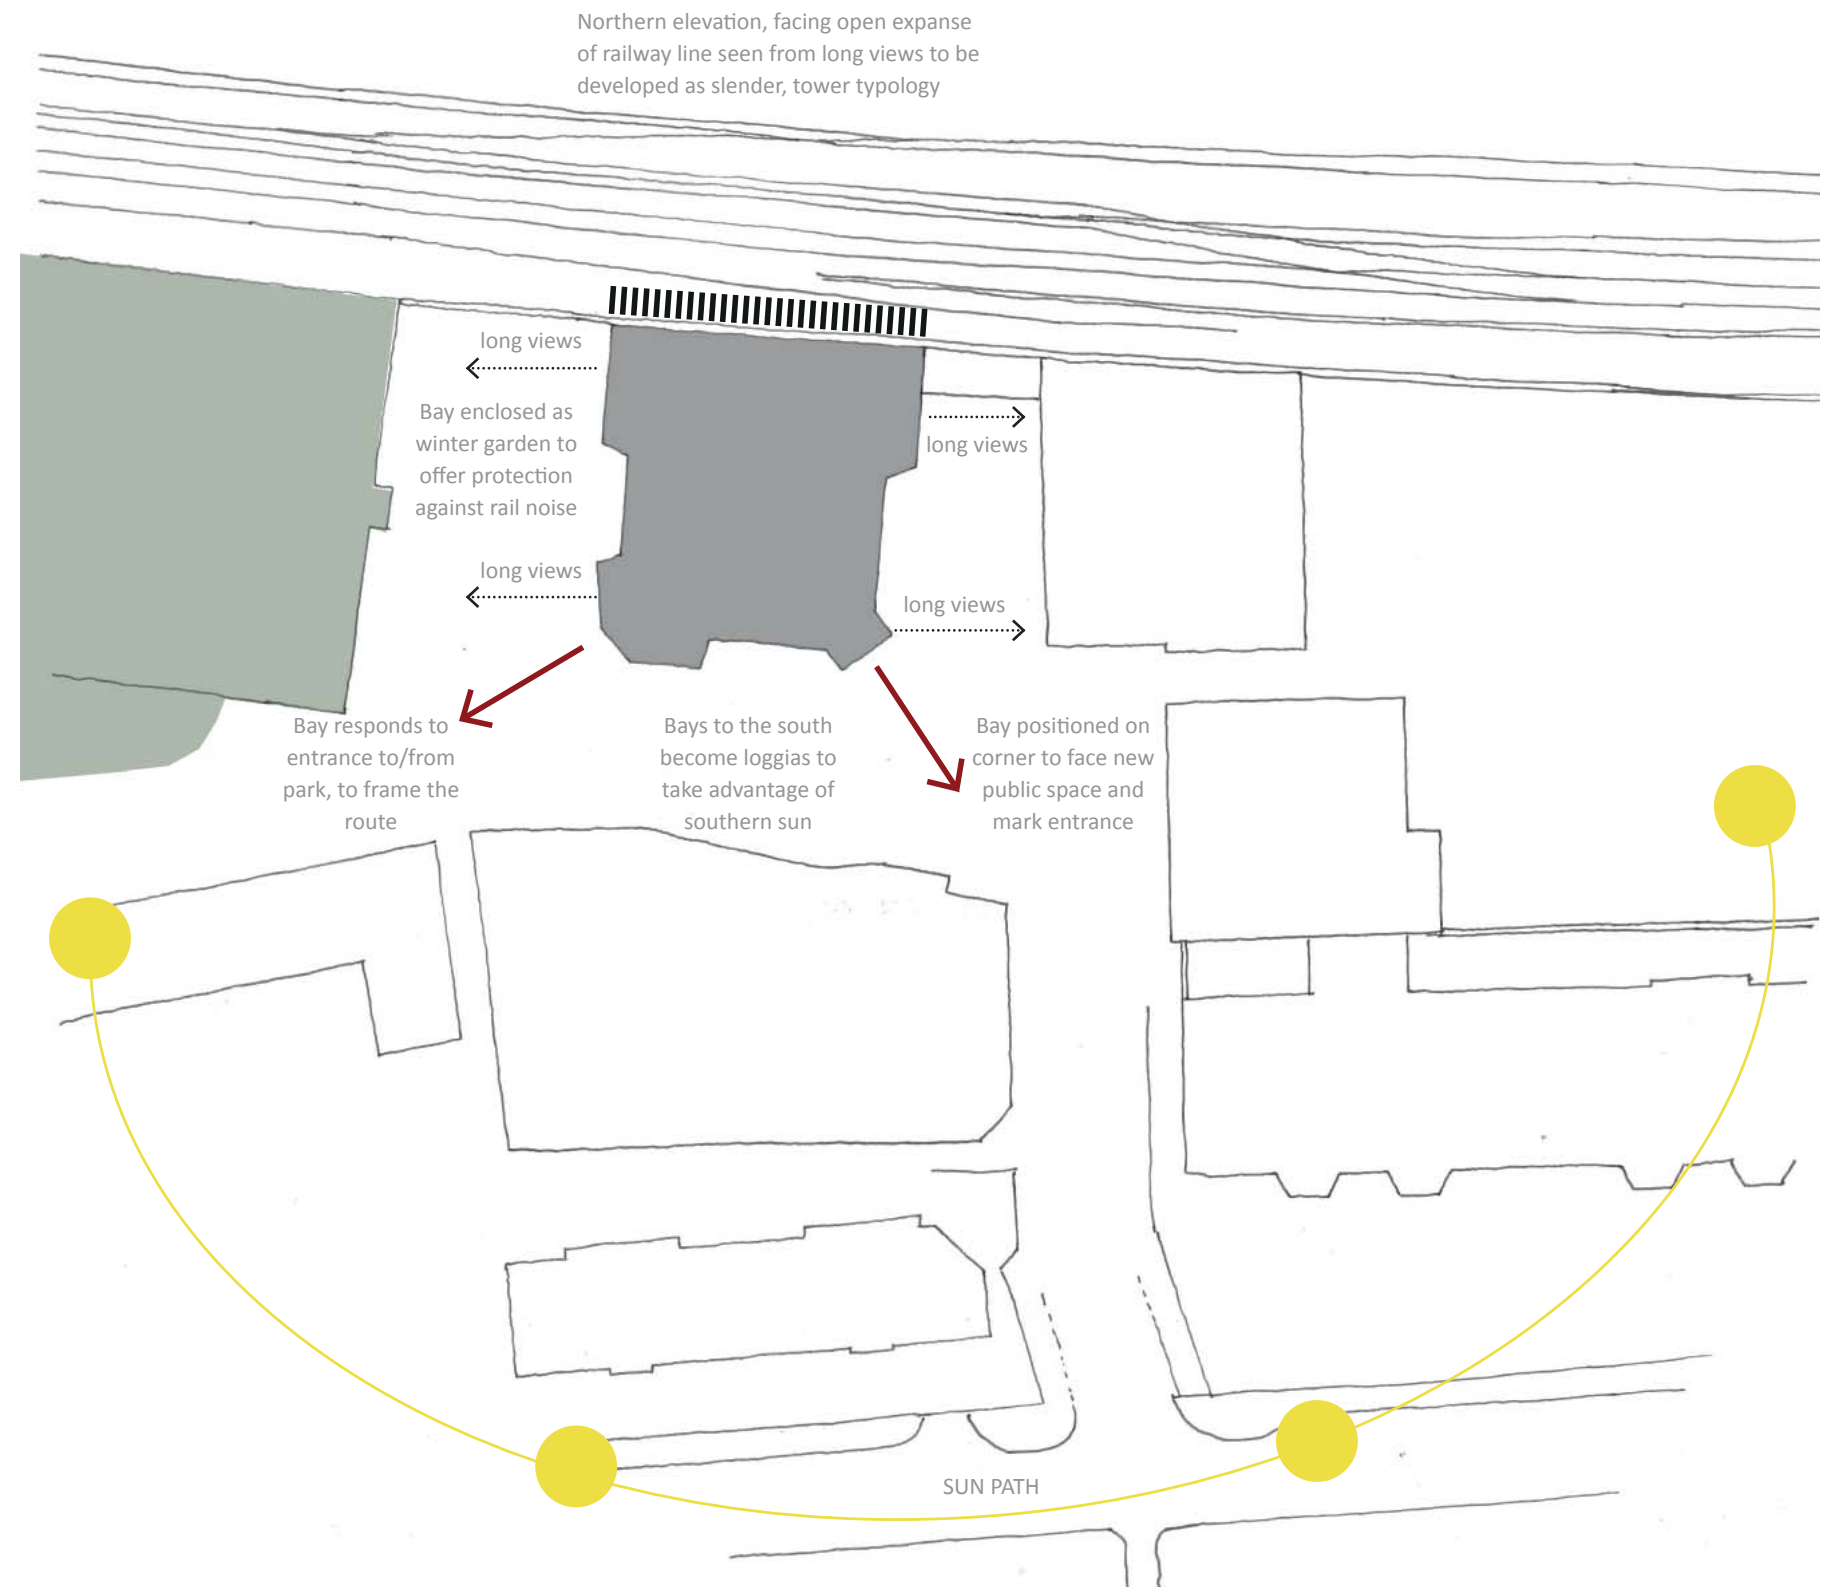 Northern elevation, facing open expanse
of railway line seen from long views to be
developed as slender, tower typology
long views
Bay enclosed as
winter garden to
offer protection
against rail noise
long views
long views
long views
Bay responds to
entrance to/from
park, to frame the
route
Bays to the south
become loggias to
take advantage of
southern sun
Bay positioned on
corner to face new
public space and
mark entrance
SUN PATH